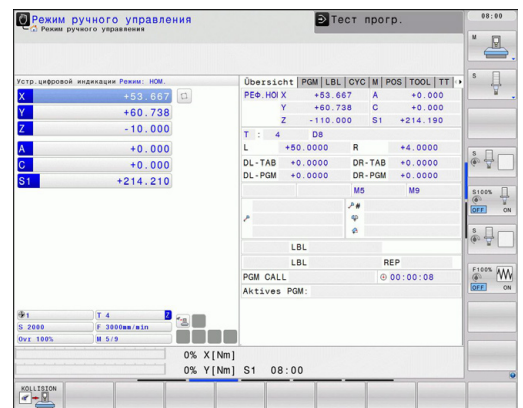 Режим ручного управления
Режим ручного управления
Тест прогр.
08:00
Устр.цифровой индикации Режим: НОМ.
X +53.667
Y +60.738
Z -10.000
A +0.000
C +0.000
S1 +214.210
Übersicht PGM LBL CYC M POS TOOL TT
РЕФ.НОІ X +53.667 A +0.000
Y +60.738 C +0.000
Z -110.000 S1 +214.190
T : 4 D8
L +50.0000 R +4.0000
DL-TAB +0.0000 DR-TAB +0.0000
DL-PGM +0.0000 DR-PGM +0.0000
M5 M9
#
LBL
LBL REP
PGM CALL 00:00:08
Aktives PGM:
1 T 4 Z
S 2000 F 3000mm/min
Ovr 100% M 5/9
0% X[Nm]
0% Y[Nm] S1 08:00
M
S
S
S100%
OFF ON
S
F100%
OFF ON
KOLLISION